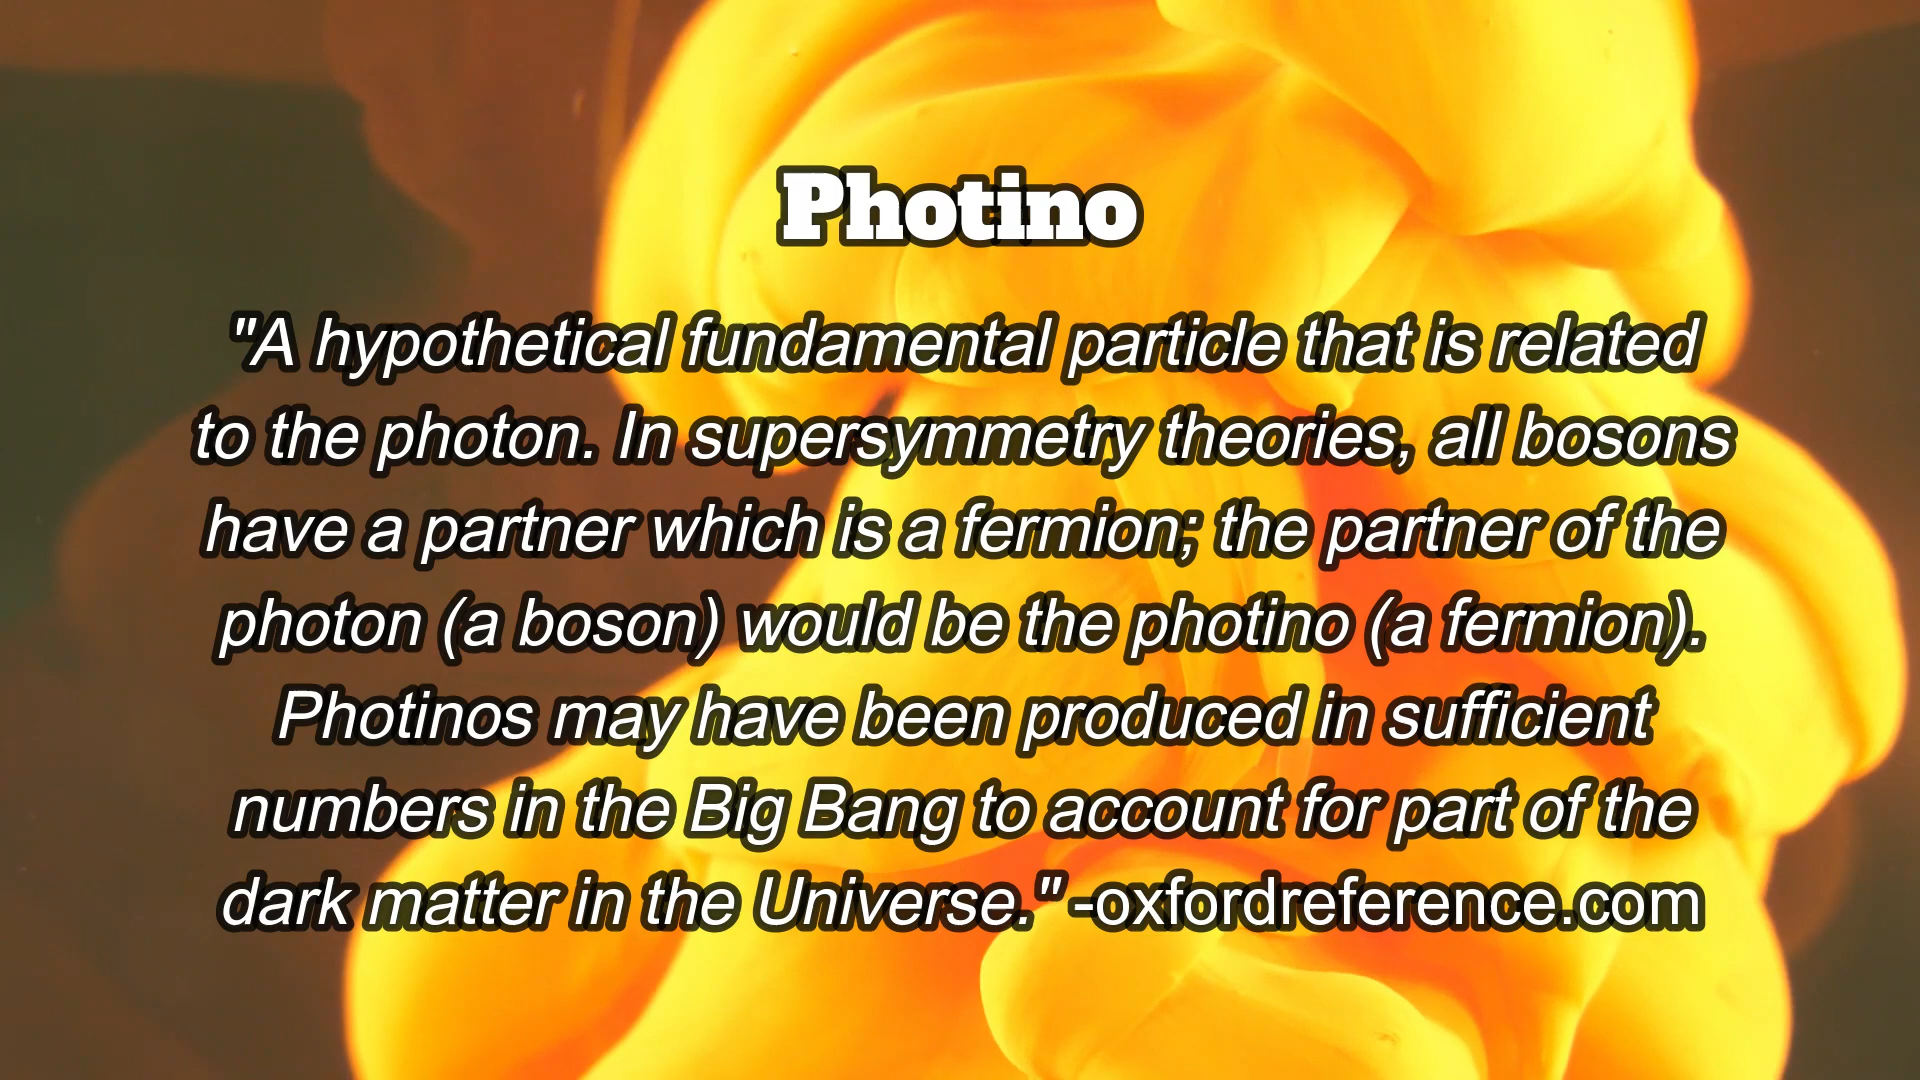 Photino
"A hypothetical fundamental particle that is related
to the photon. In supersymmetry theories, all bosons
have a partner which is a fermion; the partner of the
photon (a boson) would be the photino (a fermion).
Photinos may have been produced in sufficient
numbers in the Big Bang to account for part of the
dark matter in the Universe." -oxfordreference.com